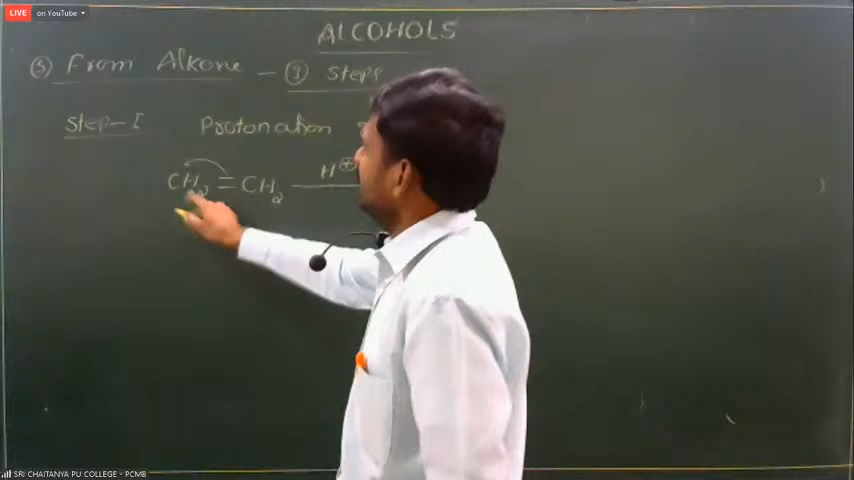 LIVE on YouTube
ALCOHOLS
⑤ From Alkene – ③ steps
Step-I Protonation
CH₂ = CH₂ H⊕
SRI CHAITANYA PU COLLEGE - PCMB